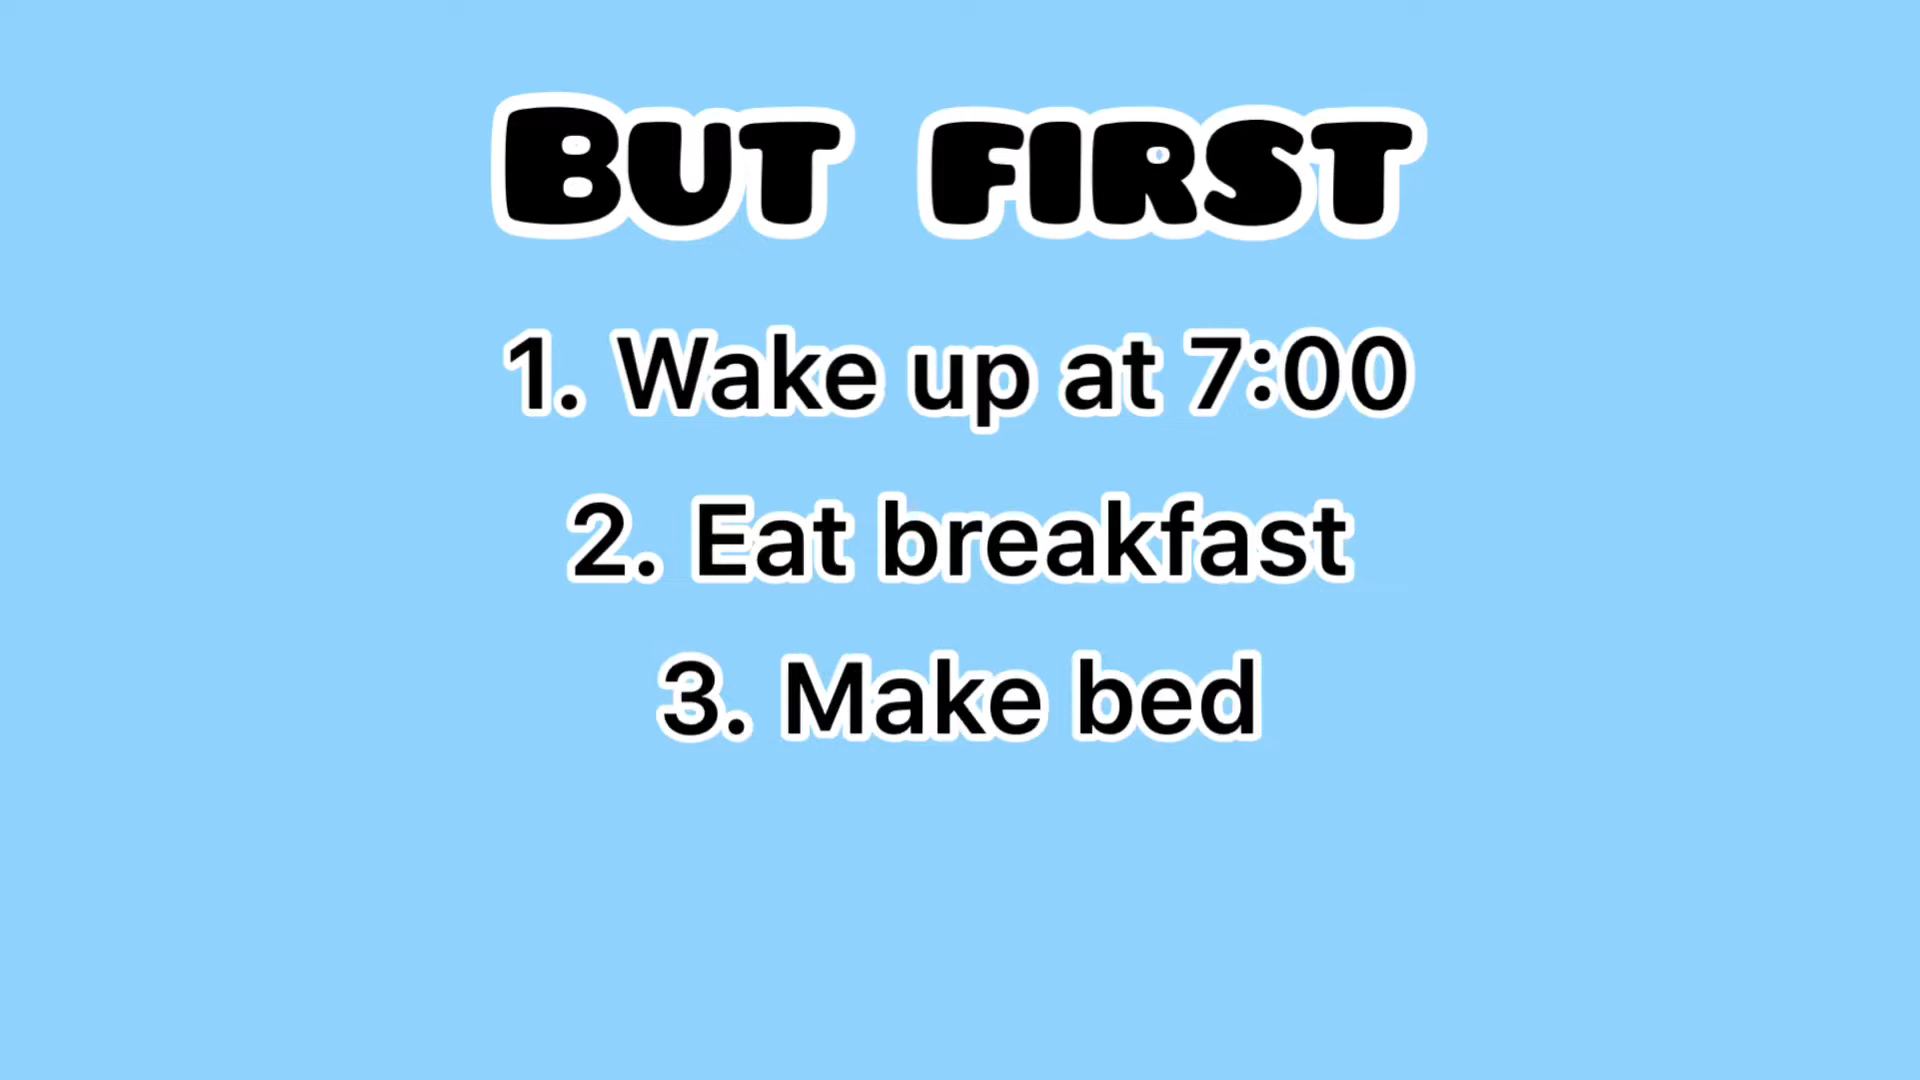 But first
1. Wake up at 7:00
2. Eat breakfast
3. Make bed